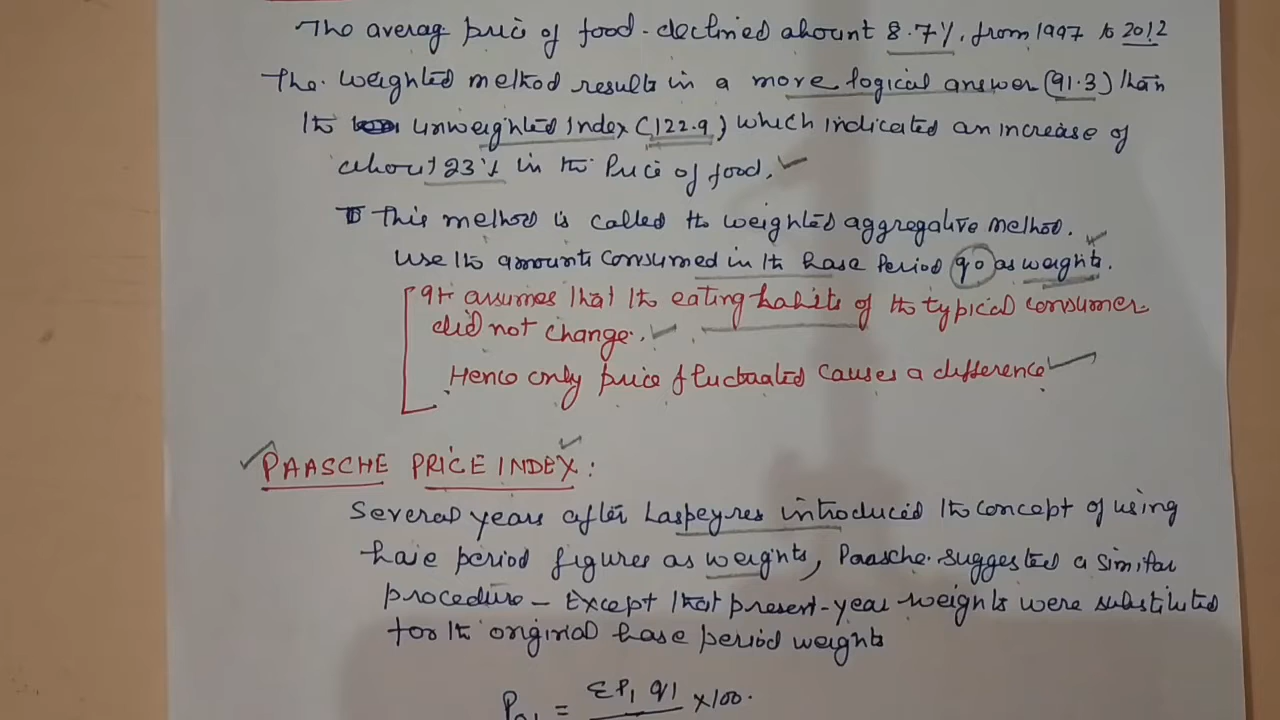 The averag price of food declined about 8.7%, from 1997 to 2012
The weighted method results in a more logical answer (91.3) than
the unweighted Index (122.9) which indicated an increase of
about 23% in the Price of food.
This method is called the weighted aggregative method.
Use the amounts consumed in the base Period q0 as weights.
It assumes that the eating habits of the typical consumer
did not change.
Hence only price fluctuated causes a difference
PAASCHE PRICE INDEX:
Several years after Laspeyres introduced the concept of using
base period figures as weights, Paasche suggested a similar
procedure - Except that present-year weights were substituted
for the original base period weights
P01 = ΣP1 q1 ×100.